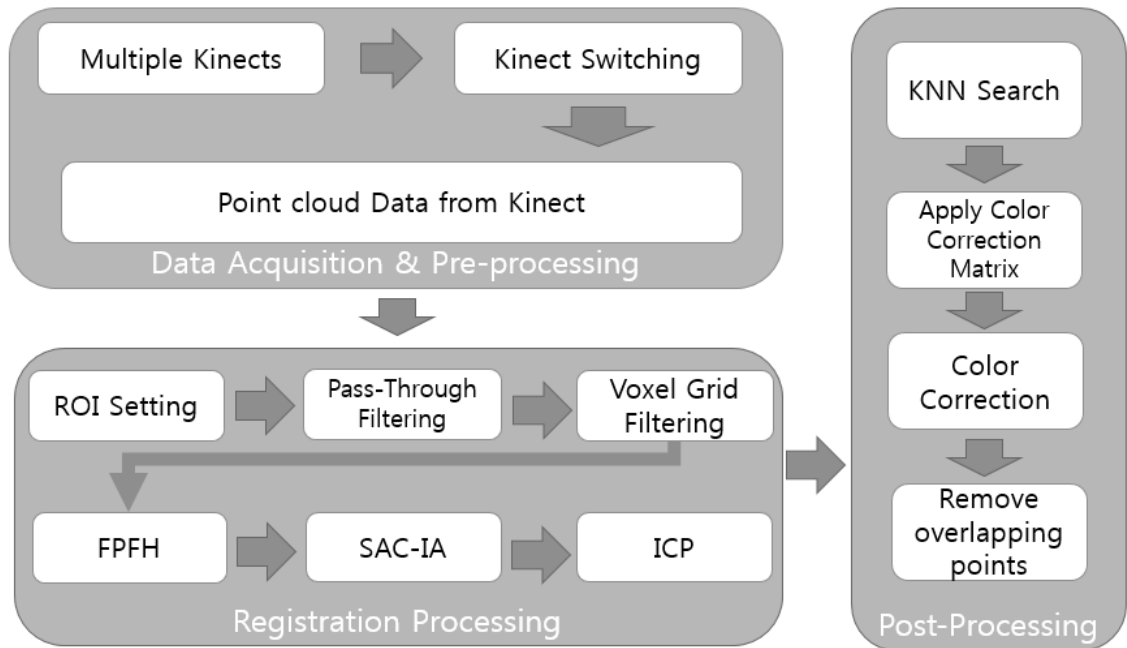 Multiple Kinects
Kinect Switching
Point cloud Data from Kinect
Data Acquisition & Pre-processing
ROI Setting
Pass-Through
Filtering
Voxel Grid
Filtering
FPFH
SAC-IA
ICP
Registration Processing
KNN Search
Apply Color
Correction
Matrix
Color
Correction
Remove
overlapping
points
Post-Processing